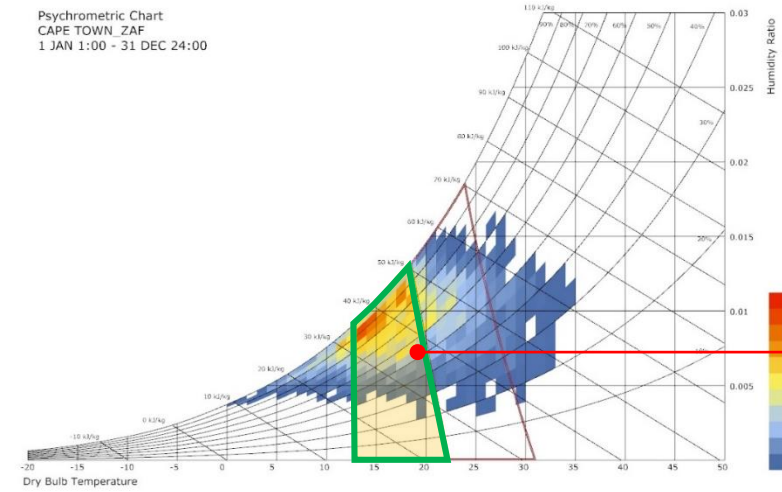 Psychrometric Chart
CAPE TOWN_ZAF
1 JAN 1:00 - 31 DEC 24:00
110 kJ/kg
90% 80% 70% 60% 50% 40%
0.03
Humidity Ratio
100 kJ/kg
90 kJ/kg
0.025
30%
80 kJ/kg
0.02
70 kJ/kg
60 kJ/kg
20%
0.015
50 kJ/kg
40 kJ/kg
0.01
30 kJ/kg
20 kJ/kg
0.005
10 kJ/kg
0 kJ/kg
-10 kJ/kg
-20 -15 -10 -5 0 5 10 15 20 25 30 35 40 45 50
Dry Bulb Temperature